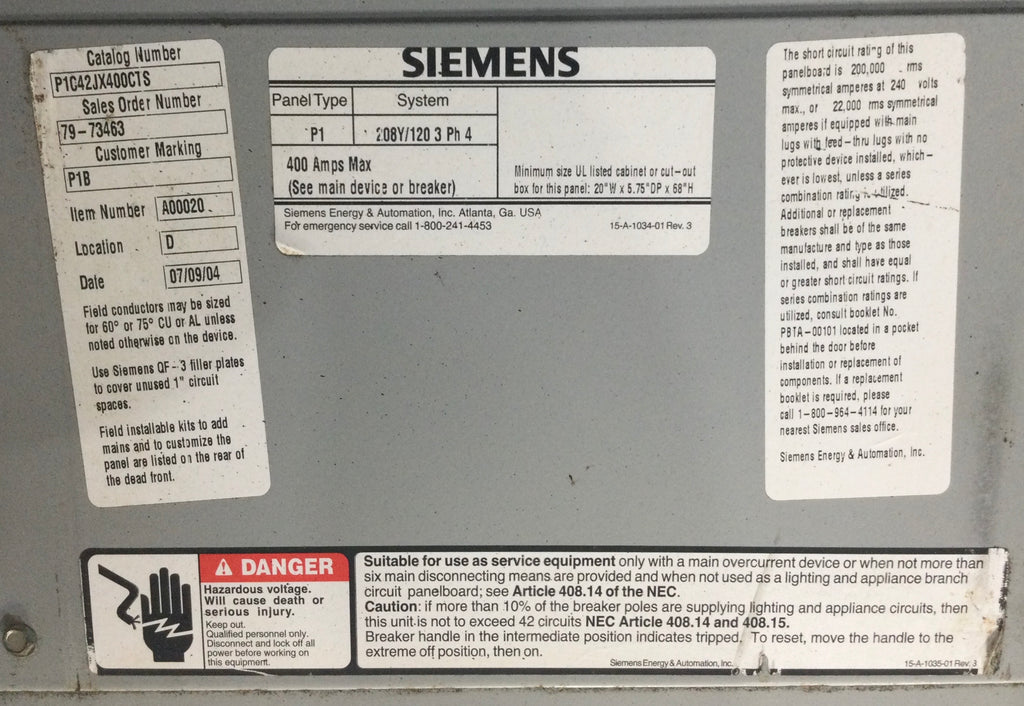 Catalog Number
P1C42JX400CTS
Sales Order Number
79-73463
Customer Marking
P1B
Item Number A00020
Location D
Date 07/09/04
Field conductors may be sized
for 60° or 75° CU or AL unless
noted otherwise on the device.
Use Siemens QF-3 filler plates
to cover unused 1" circuit
spaces.
Field installable kits to add
mains and to customize the
panel are listed on the rear of
the dead front.
SIEMENS
Panel Type System
P1 208Y/120 3 Ph 4
400 Amps Max
(See main device or breaker)
Minimum size UL listed cabinet or cut-out
box for this panel: 20"W x 5.75"DP x 68"H
Siemens Energy & Automation, Inc. Atlanta, Ga. USA
For emergency service call 1-800-241-4453
15-A-1034-01 Rev. 3
The short circuit rating of this
panelboard is 200,000 rms
symmetrical amperes at 240 volts
max., or 22,000 rms symmetrical
amperes if equipped with main
lugs with feed-thru lugs with no
protective device installed, which-
ever is lowest, unless a series
combination rating is utilized.
Additional or replacement
breakers shall be of the same
manufacture and type as those
installed, and shall have equal
or greater short circuit ratings. If
series combination ratings are
utilized, consult booklet No.
PBTA-00101 located in a pocket
behind the door before
installation or replacement of
components. If a replacement
booklet is required, please
call 1-800-964-4114 for your
nearest Siemens sales office.
Siemens Energy & Automation, Inc.
DANGER
Hazardous voltage.
Will cause death or
serious injury.
Keep out.
Qualified personnel only.
Disconnect and lock off all
power before working on
this equipment.
Suitable for use as service equipment only with a main overcurrent device or when not more than
six main disconnecting means are provided and when not used as a lighting and appliance branch
circuit panelboard; see Article 408.14 of the NEC.
Caution: if more than 10% of the breaker poles are supplying lighting and appliance circuits, then
this unit is not to exceed 42 circuits NEC Article 408.14 and 408.15.
Breaker handle in the intermediate position indicates tripped. To reset, move the handle to the
extreme off position, then on.
Siemens Energy & Automation, Inc.
15-A-1035-01 Rev. 3